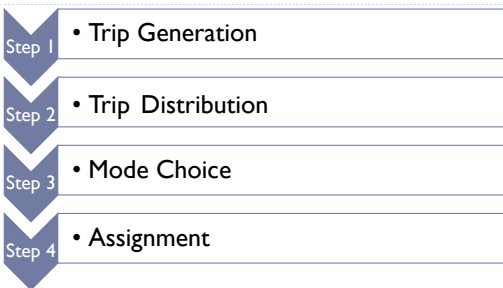 Step 1
• Trip Generation
Step 2
• Trip Distribution
Step 3
• Mode Choice
Step 4
• Assignment